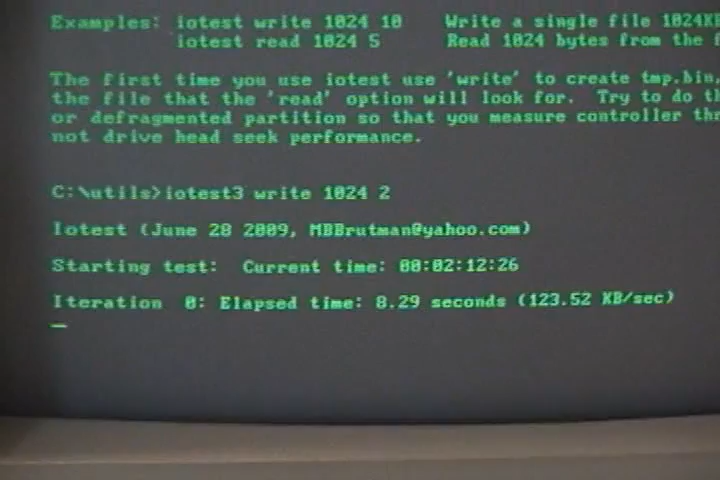 Examples: iotest write 1024 10 Write a single file 1024K
iotest read 1024 5 Read 1024 bytes from the
The first time you use iotest use 'write' to create tmp.bin,
the file that the 'read' option will look for. Try to do
or defragmented partition so that you measure controller
not drive head seek performance.
C:\utils>iotest3 write 1024 2
Iotest (June 28 2009, MBBrutman@yahoo.com)
Starting test: Current time: 00:02:12:26
Iteration 0: Elapsed time: 8.29 seconds (123.52 KB/sec)